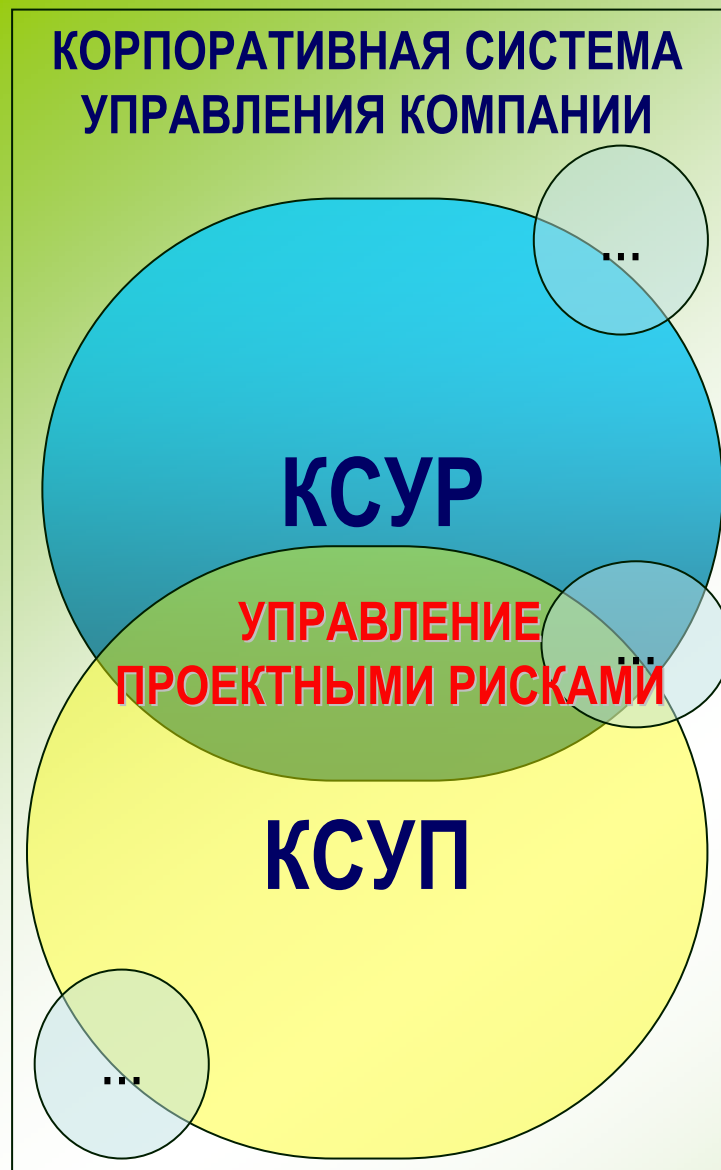 КОРПОРАТИВНАЯ СИСТЕМА
УПРАВЛЕНИЯ КОМПАНИИ
...
КСУР
УПРАВЛЕНИЕ
...
ПРОЕКТНЫМИ РИСКАМИ
КСУП
...